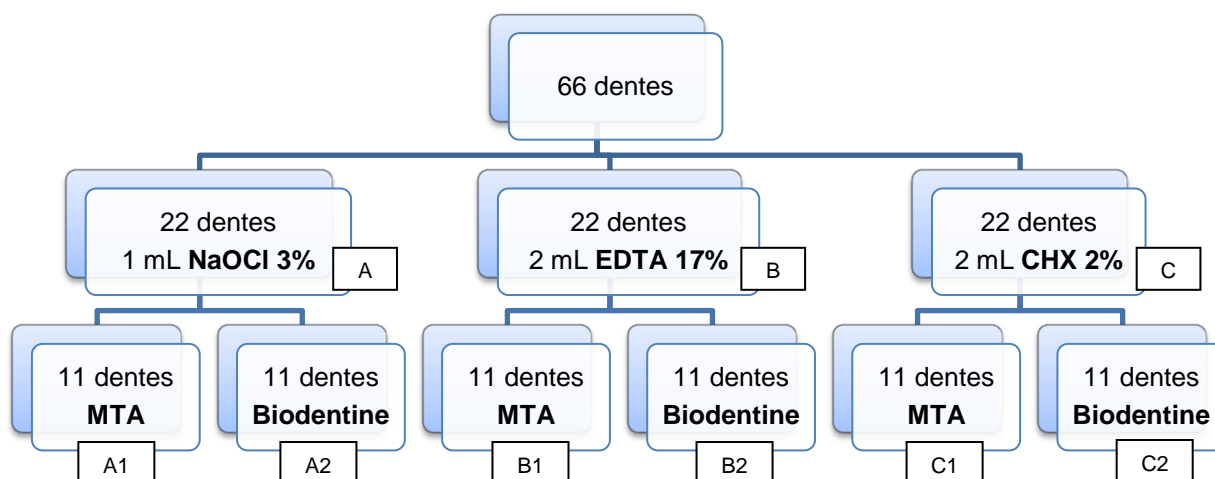 66 dentes
22 dentes
1 mL NaOCl 3%
A
22 dentes
2 mL EDTA 17%
B
22 dentes
2 mL CHX 2%
C
11 dentes
MTA
A1
11 dentes
Biodentine
A2
11 dentes
MTA
B1
11 dentes
Biodentine
B2
11 dentes
MTA
C1
11 dentes
Biodentine
C2